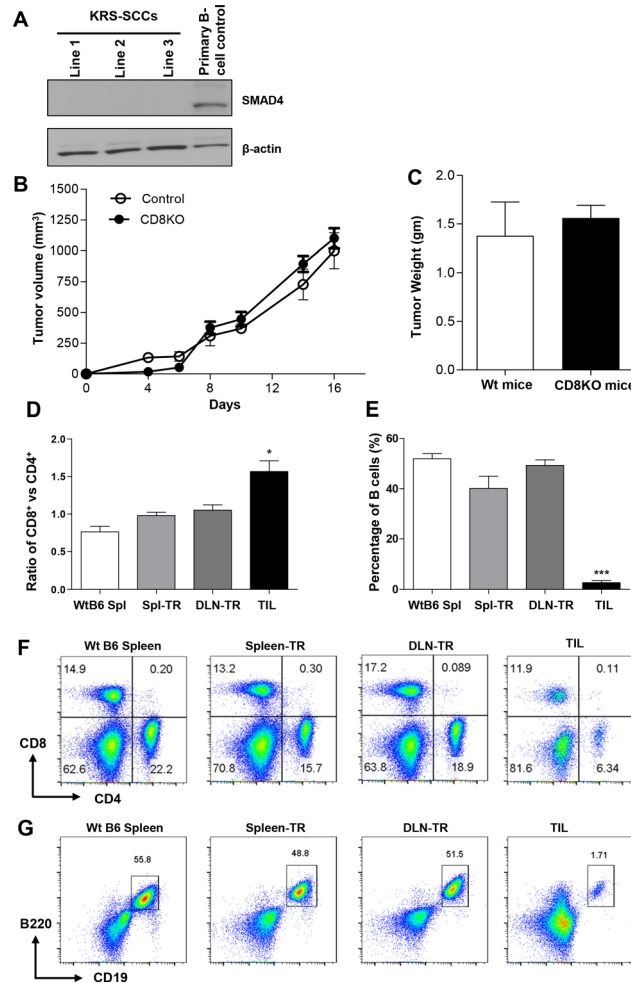 A
KRS-SCCs
Line 1
Line 2
Line 3
Primary B-
cell control
SMAD4
β-actin
B
Tumor volume (mm³)
1500
1250
1000
750
500
250
0
Control
CD8KO
0
4
8
12
16
Days
C
Tumor Weight (gm)
2.0
1.5
1.0
0.5
0.0
Wt mice
CD8KO mice
D
Ratio of CD8⁺ vs CD4⁺
2.0
1.5
1.0
0.5
0.0
*
WtB6 Spl
Spl-TR
DLN-TR
TIL
E
Percentage of B cells (%)
60
40
20
0
***
WtB6 Spl
Spl-TR
DLN-TR
TIL
F
Wt B6 Spleen
Spleen-TR
DLN-TR
TIL
14.9
0.20
62.6
22.2
13.2
0.30
70.8
15.7
17.2
0.089
63.8
18.9
11.9
0.11
81.6
6.34
CD8
CD4
G
Wt B6 Spleen
Spleen-TR
DLN-TR
TIL
55.8
48.8
51.5
1.71
B220
CD19